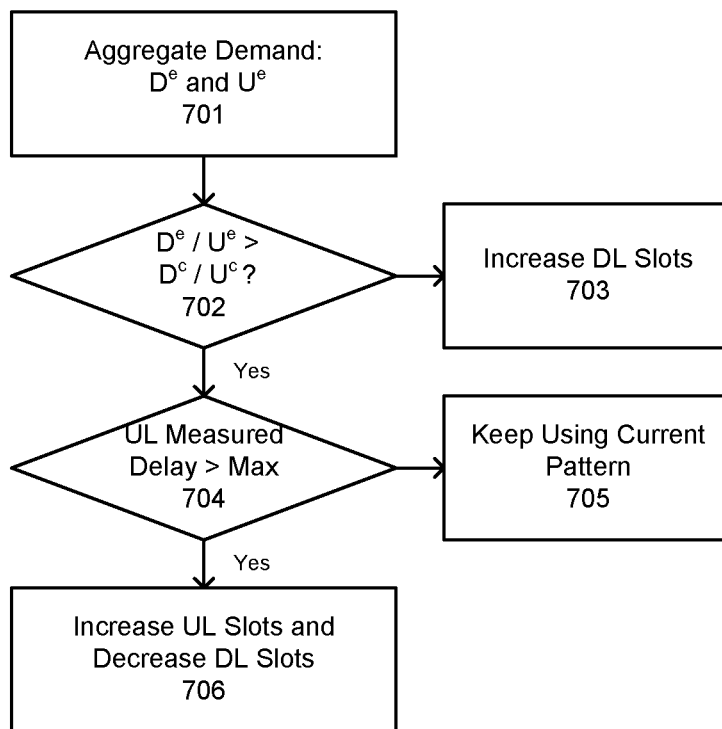 Aggregate Demand:
Dᵉ and Uᵉ
701
Dᵉ / Uᵉ >
Dᶜ / Uᶜ ?
702
Increase DL Slots
703
Yes
UL Measured
Delay > Max
704
Keep Using Current
Pattern
705
Yes
Increase UL Slots and
Decrease DL Slots
706